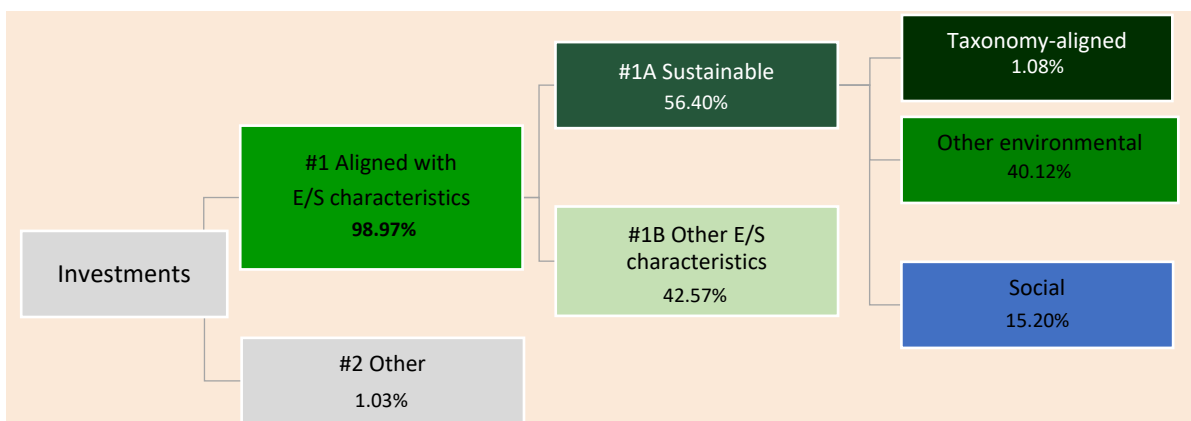 Investments
#1 Aligned with
E/S characteristics
98.97%
#2 Other
1.03%
#1A Sustainable
56.40%
#1B Other E/S
characteristics
42.57%
Taxonomy-aligned
1.08%
Other environmental
40.12%
Social
15.20%